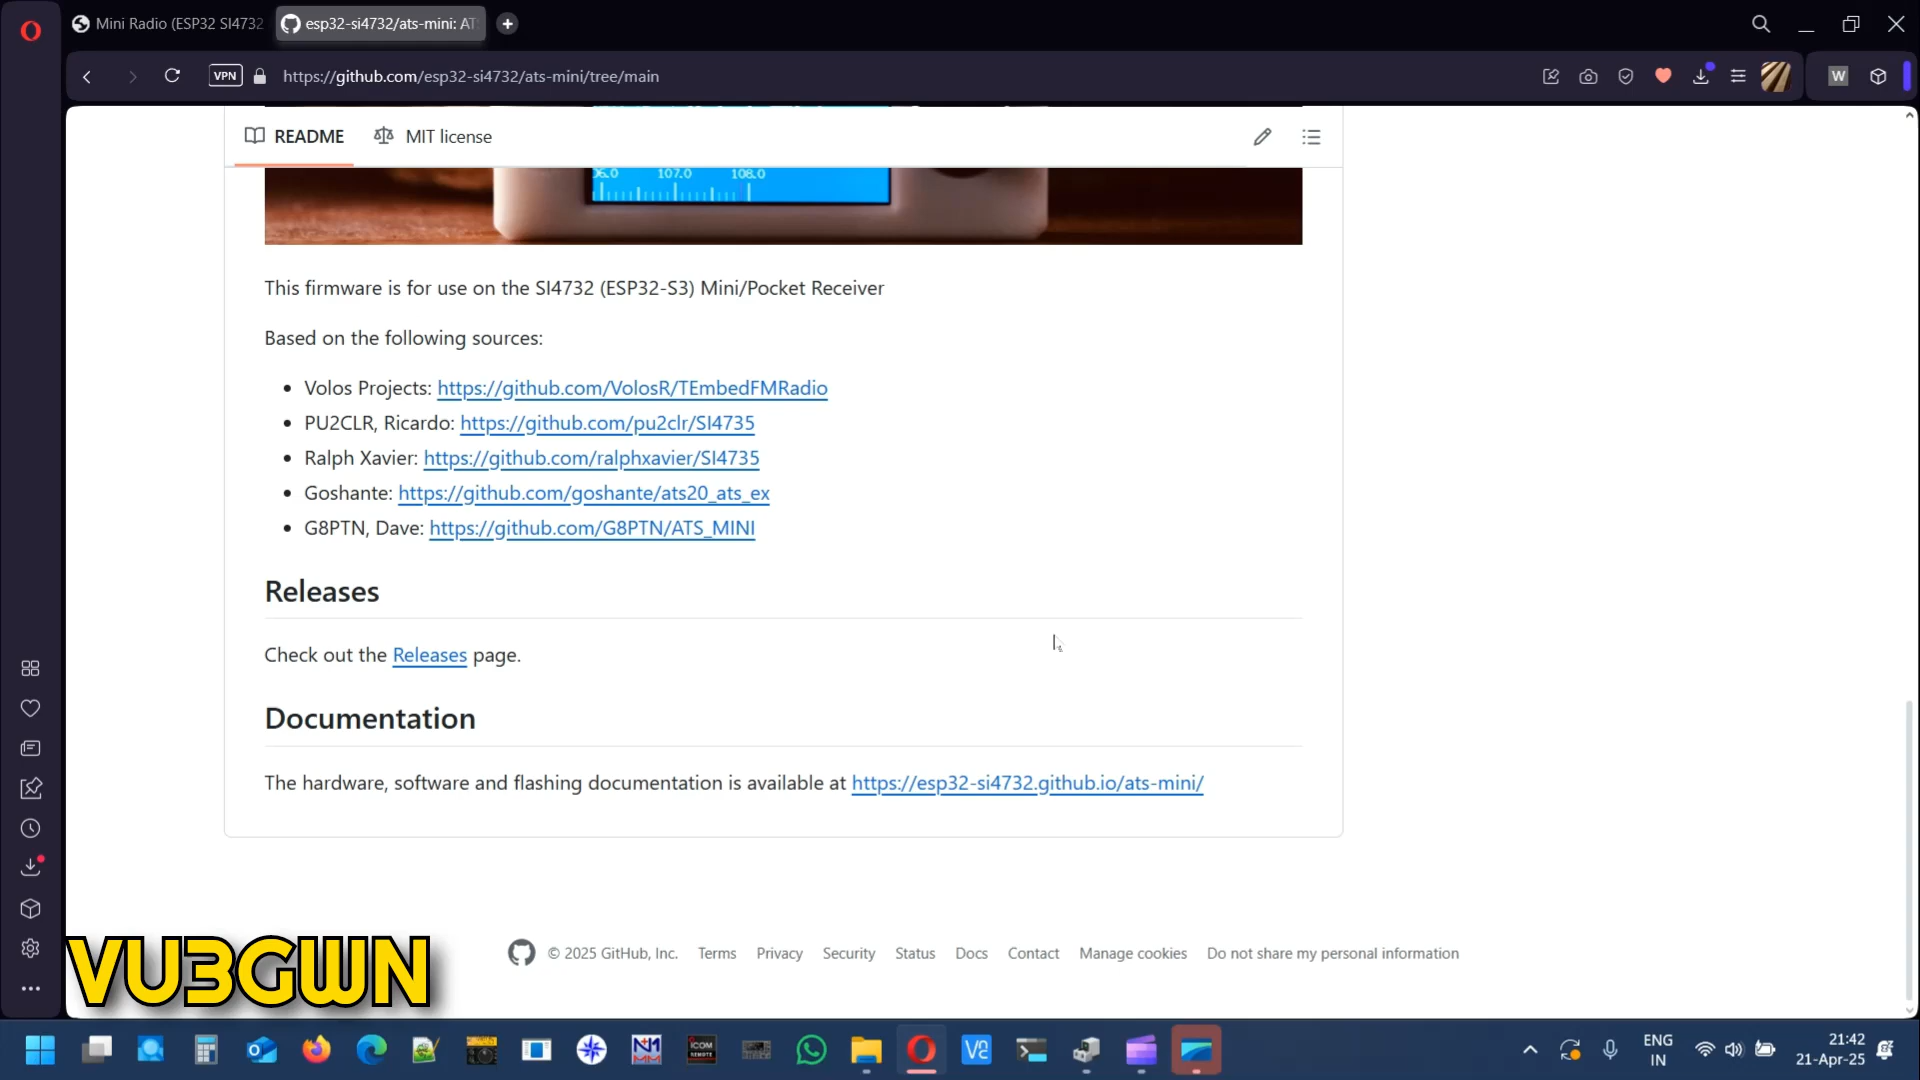 Mini Radio (ESP32 SI4732
esp32-si4732/ats-mini: AT
VPN
https://github.com/esp32-si4732/ats-mini/tree/main
W
README
MIT license
107.0 108.0
This firmware is for use on the SI4732 (ESP32-S3) Mini/Pocket Receiver
Based on the following sources:
Volos Projects: https://github.com/VolosR/TEmbedFMRadio
PU2CLR, Ricardo: https://github.com/pu2clr/SI4735
Ralph Xavier: https://github.com/ralphxavier/SI4735
Goshante: https://github.com/goshante/ats20_ats_ex
G8PTN, Dave: https://github.com/G8PTN/ATS_MINI
Releases
Check out the Releases page.
Documentation
The hardware, software and flashing documentation is available at https://esp32-si4732.github.io/ats-mini/
© 2025 GitHub, Inc. Terms Privacy Security Status Docs Contact Manage cookies Do not share my personal information
VU3GWN
ICOM
REMOTE
ENG
IN
21:42
21-Apr-25